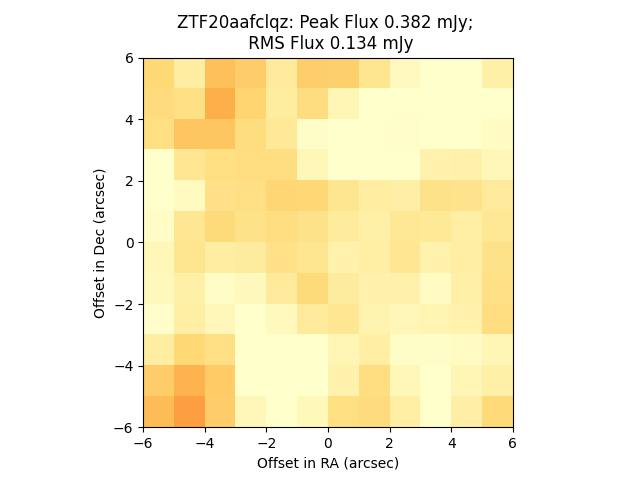 ZTF20aafclqz: Peak Flux 0.382 mJy;
RMS Flux 0.134 mJy
6
4
2
0
−2
−4
−6
Offset in Dec (arcsec)
−6 −4 −2 0 2 4 6
Offset in RA (arcsec)